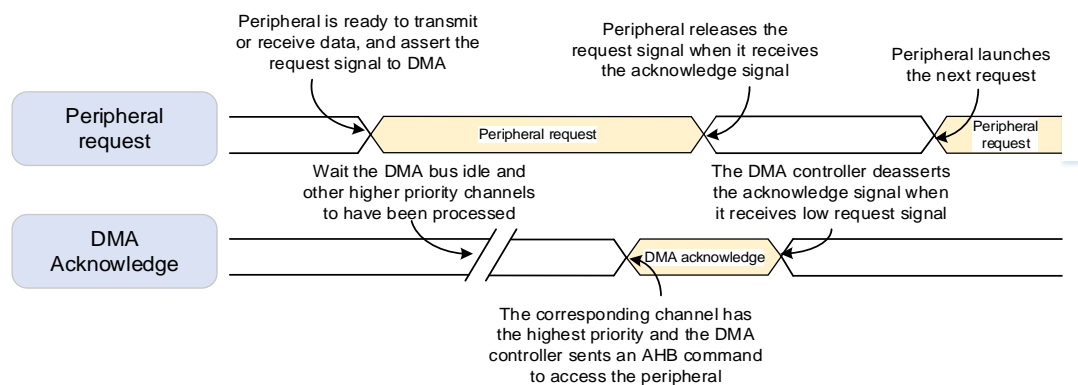 Peripheral is ready to transmit
or receive data, and assert the
request signal to DMA
Peripheral releases the
request signal when it receives
the acknowledge signal
Peripheral launches
the next request
Peripheral
request
Peripheral request
Peripheral
request
Wait the DMA bus idle and
other higher priority channels
to have been processed
The DMA controller deasserts
the acknowledge signal when
it receives low request signal
DMA
Acknowledge
DMA acknowledge
The corresponding channel has
the highest priority and the DMA
controller sents an AHB command
to access the peripheral